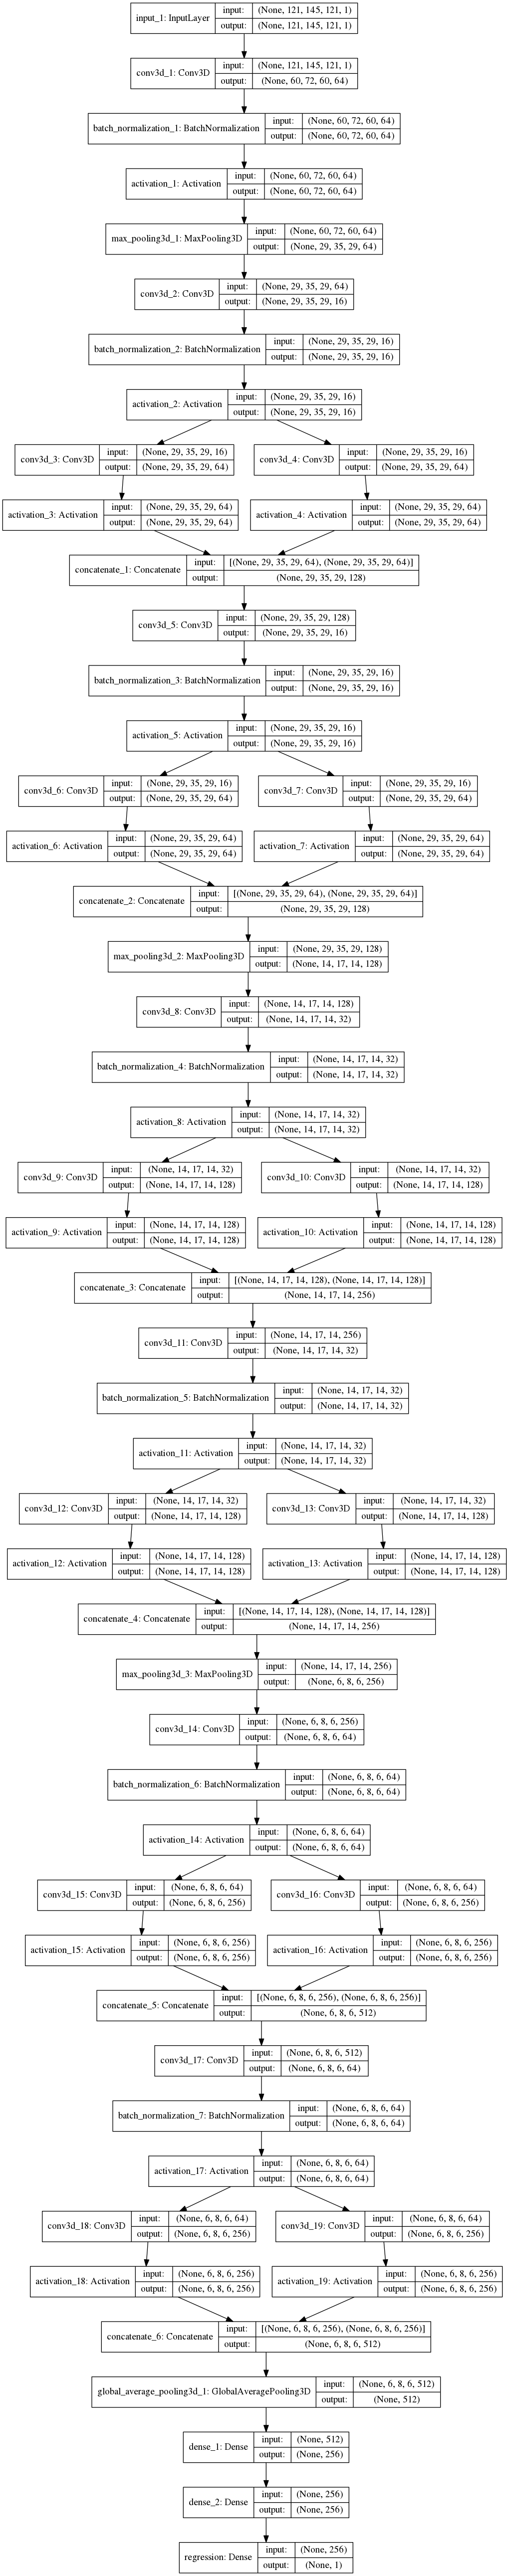 input_1: InputLayer
input: (None, 121, 145, 121, 1)
output: (None, 121, 145, 121, 1)
conv3d_1: Conv3D
input: (None, 121, 145, 121, 1)
output: (None, 60, 72, 60, 64)
batch_normalization_1: BatchNormalization
input: (None, 60, 72, 60, 64)
output: (None, 60, 72, 60, 64)
activation_1: Activation
input: (None, 60, 72, 60, 64)
output: (None, 60, 72, 60, 64)
max_pooling3d_1: MaxPooling3D
input: (None, 60, 72, 60, 64)
output: (None, 29, 35, 29, 64)
conv3d_2: Conv3D
input: (None, 29, 35, 29, 64)
output: (None, 29, 35, 29, 16)
batch_normalization_2: BatchNormalization
input: (None, 29, 35, 29, 16)
output: (None, 29, 35, 29, 16)
activation_2: Activation
input: (None, 29, 35, 29, 16)
output: (None, 29, 35, 29, 16)
conv3d_3: Conv3D
input: (None, 29, 35, 29, 16)
output: (None, 29, 35, 29, 64)
conv3d_4: Conv3D
input: (None, 29, 35, 29, 16)
output: (None, 29, 35, 29, 64)
activation_3: Activation
input: (None, 29, 35, 29, 64)
output: (None, 29, 35, 29, 64)
activation_4: Activation
input: (None, 29, 35, 29, 64)
output: (None, 29, 35, 29, 64)
concatenate_1: Concatenate
input: [(None, 29, 35, 29, 64), (None, 29, 35, 29, 64)]
output: (None, 29, 35, 29, 128)
conv3d_5: Conv3D
input: (None, 29, 35, 29, 128)
output: (None, 29, 35, 29, 16)
batch_normalization_3: BatchNormalization
input: (None, 29, 35, 29, 16)
output: (None, 29, 35, 29, 16)
activation_5: Activation
input: (None, 29, 35, 29, 16)
output: (None, 29, 35, 29, 16)
conv3d_6: Conv3D
input: (None, 29, 35, 29, 16)
output: (None, 29, 35, 29, 64)
conv3d_7: Conv3D
input: (None, 29, 35, 29, 16)
output: (None, 29, 35, 29, 64)
activation_6: Activation
input: (None, 29, 35, 29, 64)
output: (None, 29, 35, 29, 64)
activation_7: Activation
input: (None, 29, 35, 29, 64)
output: (None, 29, 35, 29, 64)
concatenate_2: Concatenate
input: [(None, 29, 35, 29, 64), (None, 29, 35, 29, 64)]
output: (None, 29, 35, 29, 128)
max_pooling3d_2: MaxPooling3D
input: (None, 29, 35, 29, 128)
output: (None, 14, 17, 14, 128)
conv3d_8: Conv3D
input: (None, 14, 17, 14, 128)
output: (None, 14, 17, 14, 32)
batch_normalization_4: BatchNormalization
input: (None, 14, 17, 14, 32)
output: (None, 14, 17, 14, 32)
activation_8: Activation
input: (None, 14, 17, 14, 32)
output: (None, 14, 17, 14, 32)
conv3d_9: Conv3D
input: (None, 14, 17, 14, 32)
output: (None, 14, 17, 14, 128)
conv3d_10: Conv3D
input: (None, 14, 17, 14, 32)
output: (None, 14, 17, 14, 128)
activation_9: Activation
input: (None, 14, 17, 14, 128)
output: (None, 14, 17, 14, 128)
activation_10: Activation
input: (None, 14, 17, 14, 128)
output: (None, 14, 17, 14, 128)
concatenate_3: Concatenate
input: [(None, 14, 17, 14, 128), (None, 14, 17, 14, 128)]
output: (None, 14, 17, 14, 256)
conv3d_11: Conv3D
input: (None, 14, 17, 14, 256)
output: (None, 14, 17, 14, 32)
batch_normalization_5: BatchNormalization
input: (None, 14, 17, 14, 32)
output: (None, 14, 17, 14, 32)
activation_11: Activation
input: (None, 14, 17, 14, 32)
output: (None, 14, 17, 14, 32)
conv3d_12: Conv3D
input: (None, 14, 17, 14, 32)
output: (None, 14, 17, 14, 128)
conv3d_13: Conv3D
input: (None, 14, 17, 14, 32)
output: (None, 14, 17, 14, 128)
activation_12: Activation
input: (None, 14, 17, 14, 128)
output: (None, 14, 17, 14, 128)
activation_13: Activation
input: (None, 14, 17, 14, 128)
output: (None, 14, 17, 14, 128)
concatenate_4: Concatenate
input: [(None, 14, 17, 14, 128), (None, 14, 17, 14, 128)]
output: (None, 14, 17, 14, 256)
max_pooling3d_3: MaxPooling3D
input: (None, 14, 17, 14, 256)
output: (None, 6, 8, 6, 256)
conv3d_14: Conv3D
input: (None, 6, 8, 6, 256)
output: (None, 6, 8, 6, 64)
batch_normalization_6: BatchNormalization
input: (None, 6, 8, 6, 64)
output: (None, 6, 8, 6, 64)
activation_14: Activation
input: (None, 6, 8, 6, 64)
output: (None, 6, 8, 6, 64)
conv3d_15: Conv3D
input: (None, 6, 8, 6, 64)
output: (None, 6, 8, 6, 256)
conv3d_16: Conv3D
input: (None, 6, 8, 6, 64)
output: (None, 6, 8, 6, 256)
activation_15: Activation
input: (None, 6, 8, 6, 256)
output: (None, 6, 8, 6, 256)
activation_16: Activation
input: (None, 6, 8, 6, 256)
output: (None, 6, 8, 6, 256)
concatenate_5: Concatenate
input: [(None, 6, 8, 6, 256), (None, 6, 8, 6, 256)]
output: (None, 6, 8, 6, 512)
conv3d_17: Conv3D
input: (None, 6, 8, 6, 512)
output: (None, 6, 8, 6, 64)
batch_normalization_7: BatchNormalization
input: (None, 6, 8, 6, 64)
output: (None, 6, 8, 6, 64)
activation_17: Activation
input: (None, 6, 8, 6, 64)
output: (None, 6, 8, 6, 64)
conv3d_18: Conv3D
input: (None, 6, 8, 6, 64)
output: (None, 6, 8, 6, 256)
conv3d_19: Conv3D
input: (None, 6, 8, 6, 64)
output: (None, 6, 8, 6, 256)
activation_18: Activation
input: (None, 6, 8, 6, 256)
output: (None, 6, 8, 6, 256)
activation_19: Activation
input: (None, 6, 8, 6, 256)
output: (None, 6, 8, 6, 256)
concatenate_6: Concatenate
input: [(None, 6, 8, 6, 256), (None, 6, 8, 6, 256)]
output: (None, 6, 8, 6, 512)
global_average_pooling3d_1: GlobalAveragePooling3D
input: (None, 6, 8, 6, 512)
output: (None, 512)
dense_1: Dense
input: (None, 512)
output: (None, 256)
dense_2: Dense
input: (None, 256)
output: (None, 256)
regression: Dense
input: (None, 256)
output: (None, 1)